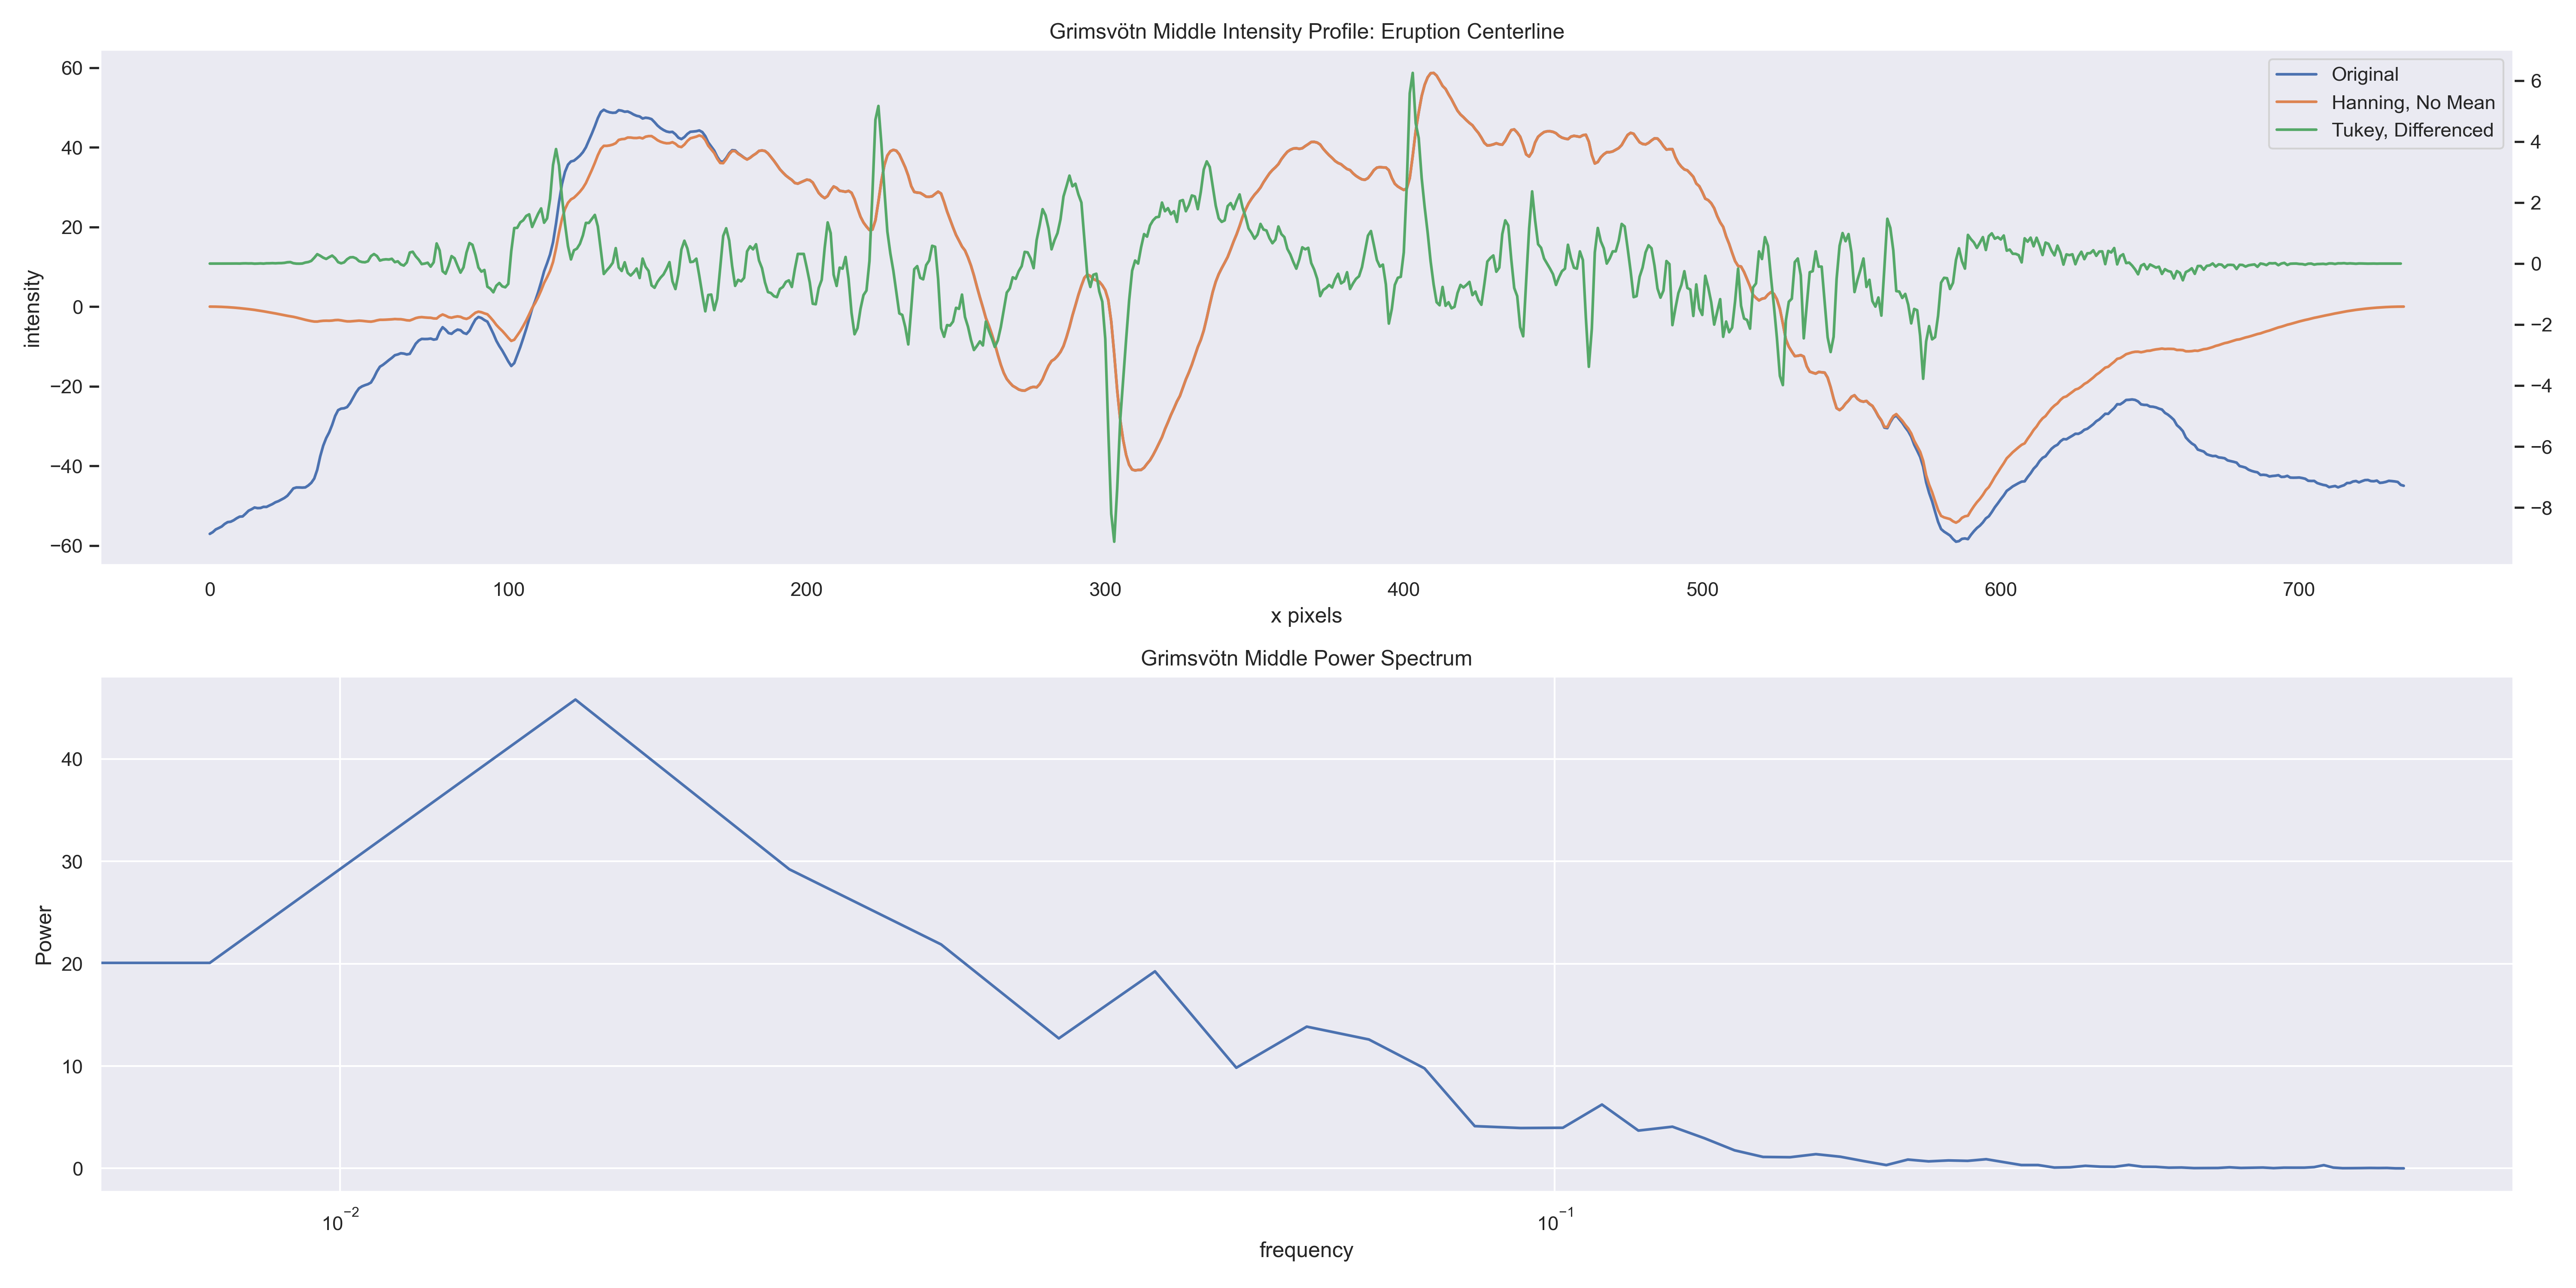 Grimsvötn Middle Intensity Profile: Eruption Centerline
Original
Hanning, No Mean
Tukey, Differenced
60
40
20
0
−20
−40
−60
intensity
6
4
2
0
−2
−4
−6
−8
0 100 200 300 400 500 600 700
x pixels
Grimsvötn Middle Power Spectrum
40
30
20
10
0
Power
10⁻² 10⁻¹
frequency